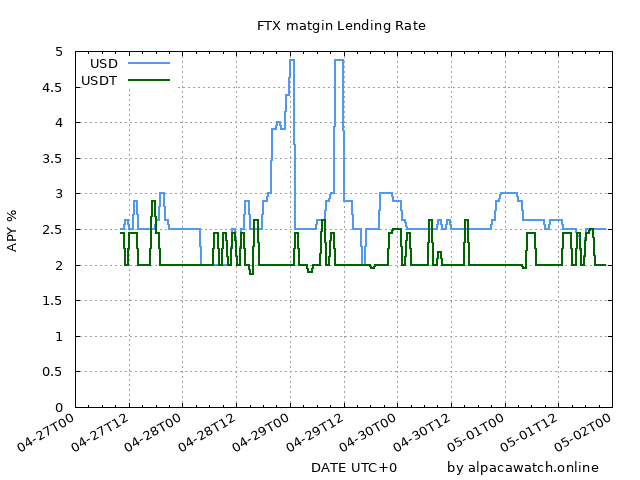 FTX matgin Lending Rate
USD
USDT
5
4.5
4
3.5
3
2.5
2
1.5
1
0.5
0
APY %
04-27T00
04-27T12
04-28T00
04-28T12
04-29T00
04-29T12
04-30T00
04-30T12
05-01T00
05-01T12
05-02T00
DATE UTC+0
by alpacawatch.online